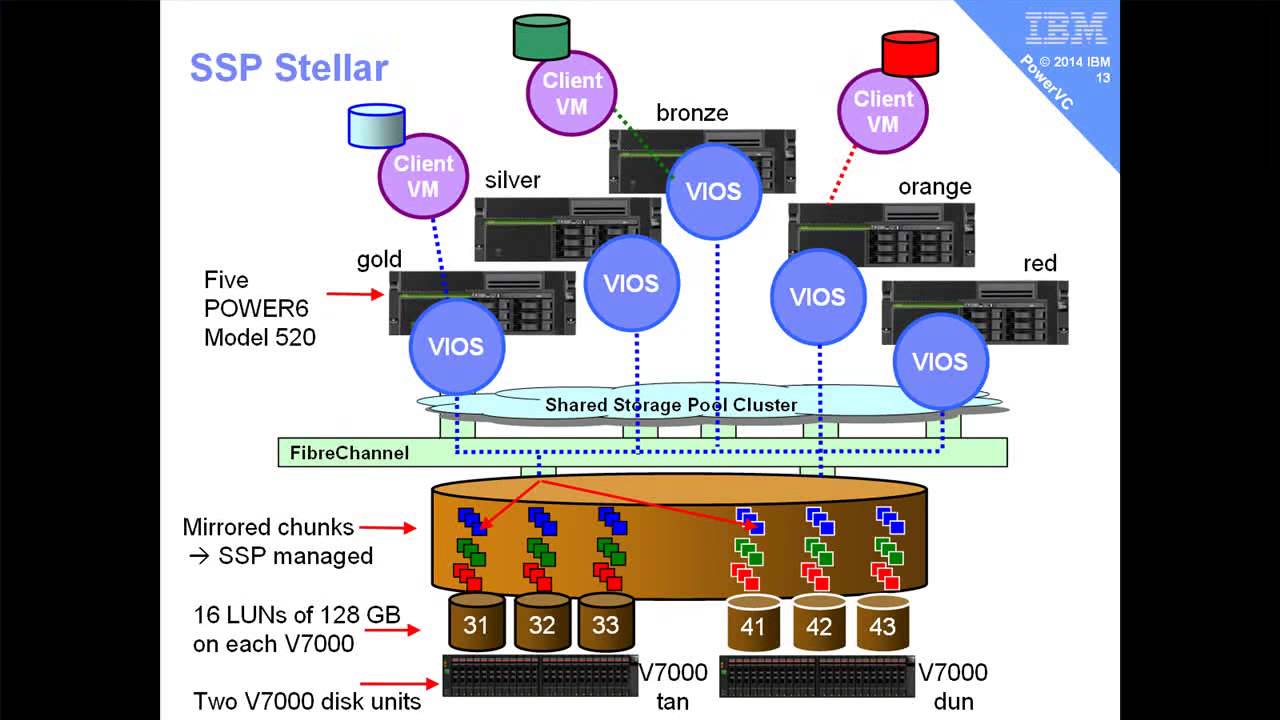 SSP Stellar
IBM
© 2014 IBM
13
PowerVC
Client
VM
Client
VM
Client
VM
bronze
silver
orange
gold
red
VIOS
VIOS
VIOS
VIOS
VIOS
Five
POWER6
Model 520
Shared Storage Pool Cluster
FibreChannel
Mirrored chunks
→ SSP managed
16 LUNs of 128 GB
on each V7000
31
32
33
41
42
43
Two V7000 disk units
V7000
tan
V7000
dun